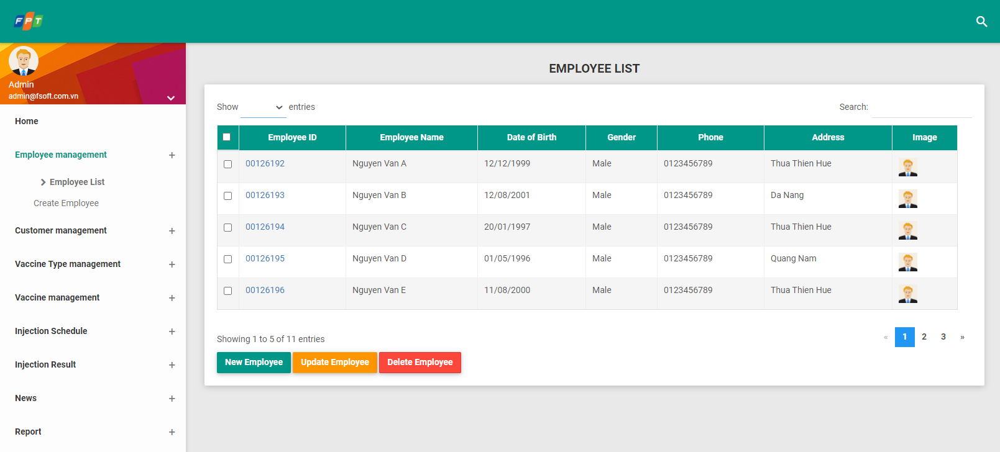 FPT
Admin
admin@fsoft.com.vn
Home
Employee management +
Employee List
Create Employee
Customer management +
Vaccine Type management +
Vaccine management +
Injection Schedule +
Injection Result +
News +
Report +
EMPLOYEE LIST
Show entries Search:
Employee ID Employee Name Date of Birth Gender Phone Address Image
00126192 Nguyen Van A 12/12/1999 Male 0123456789 Thua Thien Hue
00126193 Nguyen Van B 12/08/2001 Male 0123456789 Da Nang
00126194 Nguyen Van C 20/01/1997 Male 0123456789 Thua Thien Hue
00126195 Nguyen Van D 01/05/1996 Male 0123456789 Quang Nam
00126196 Nguyen Van E 11/08/2000 Male 0123456789 Thua Thien Hue
Showing 1 to 5 of 11 entries « 1 2 3 »
New Employee Update Employee Delete Employee